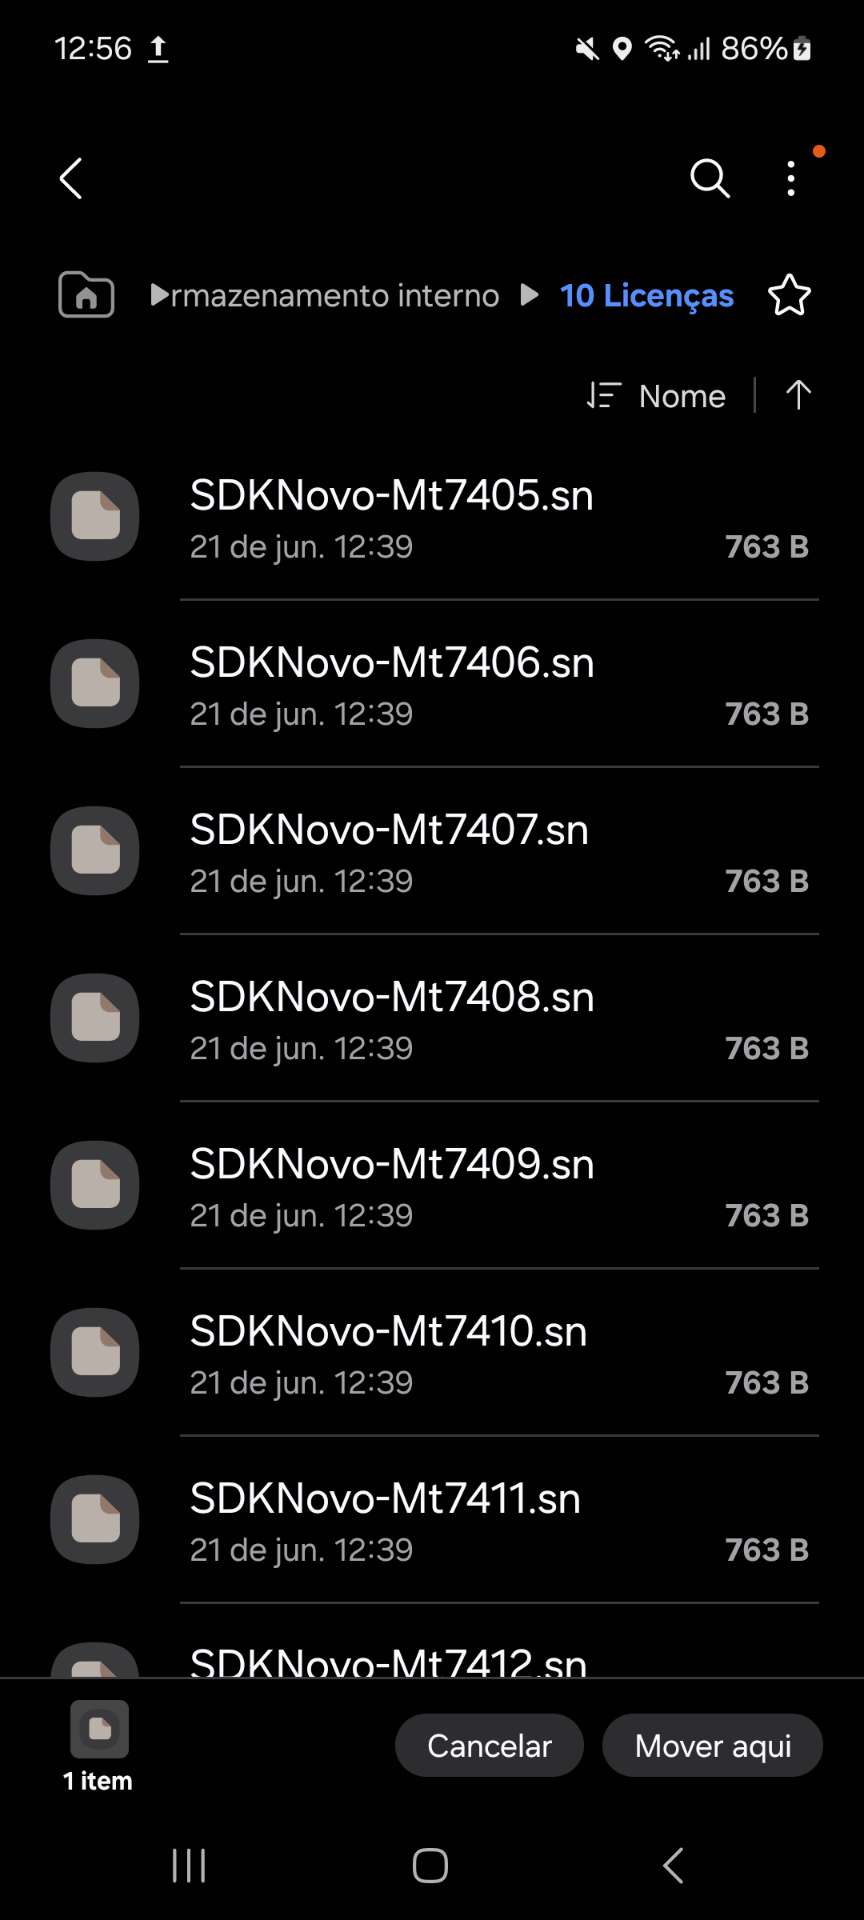 12:56
86%
rmazenamento interno
10 Licenças
Nome
SDKNovo-Mt7405.sn
21 de jun. 12:39
763 B
SDKNovo-Mt7406.sn
21 de jun. 12:39
763 B
SDKNovo-Mt7407.sn
21 de jun. 12:39
763 B
SDKNovo-Mt7408.sn
21 de jun. 12:39
763 B
SDKNovo-Mt7409.sn
21 de jun. 12:39
763 B
SDKNovo-Mt7410.sn
21 de jun. 12:39
763 B
SDKNovo-Mt7411.sn
21 de jun. 12:39
763 B
SDKNovo-Mt7412.sn
1 item
Cancelar
Mover aqui